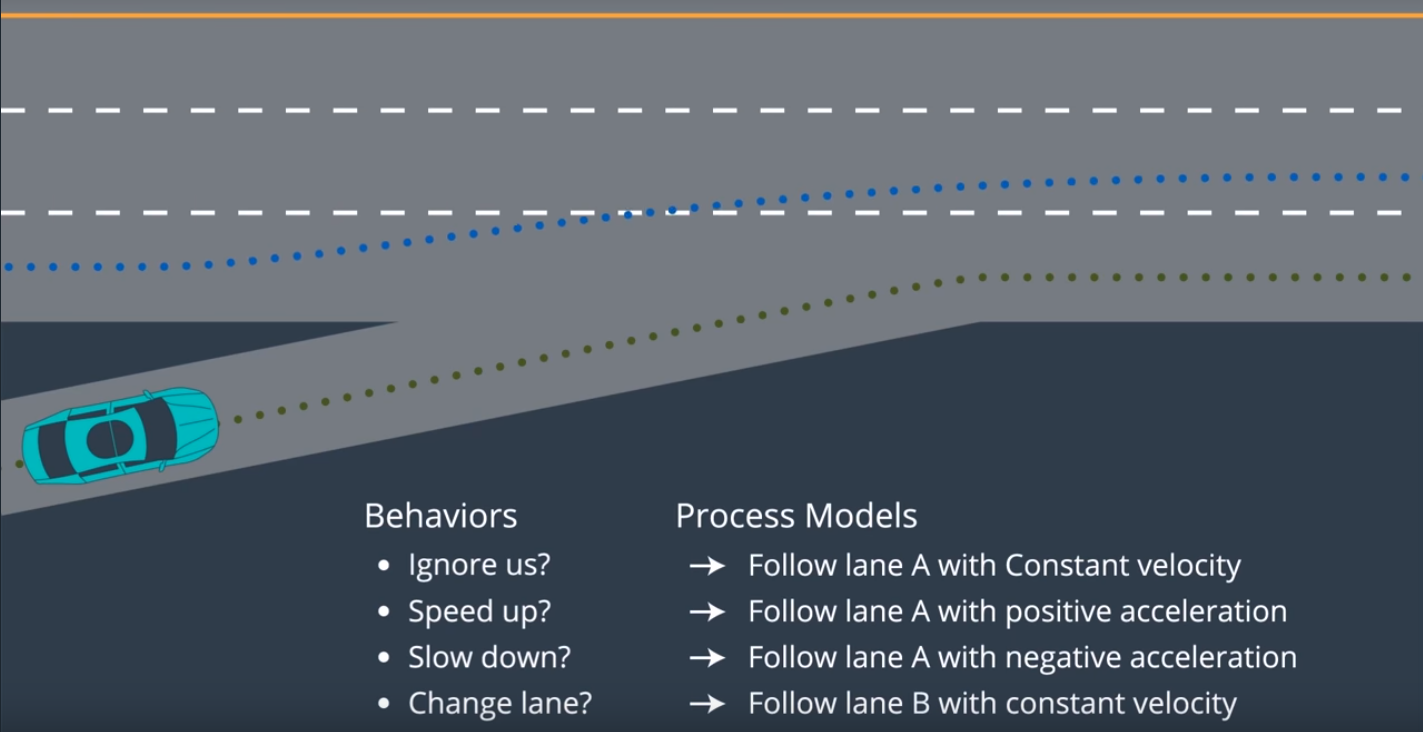 Behaviors Process Models
• Ignore us? → Follow lane A with Constant velocity
• Speed up? → Follow lane A with positive acceleration
• Slow down? → Follow lane A with negative acceleration
• Change lane? → Follow lane B with constant velocity